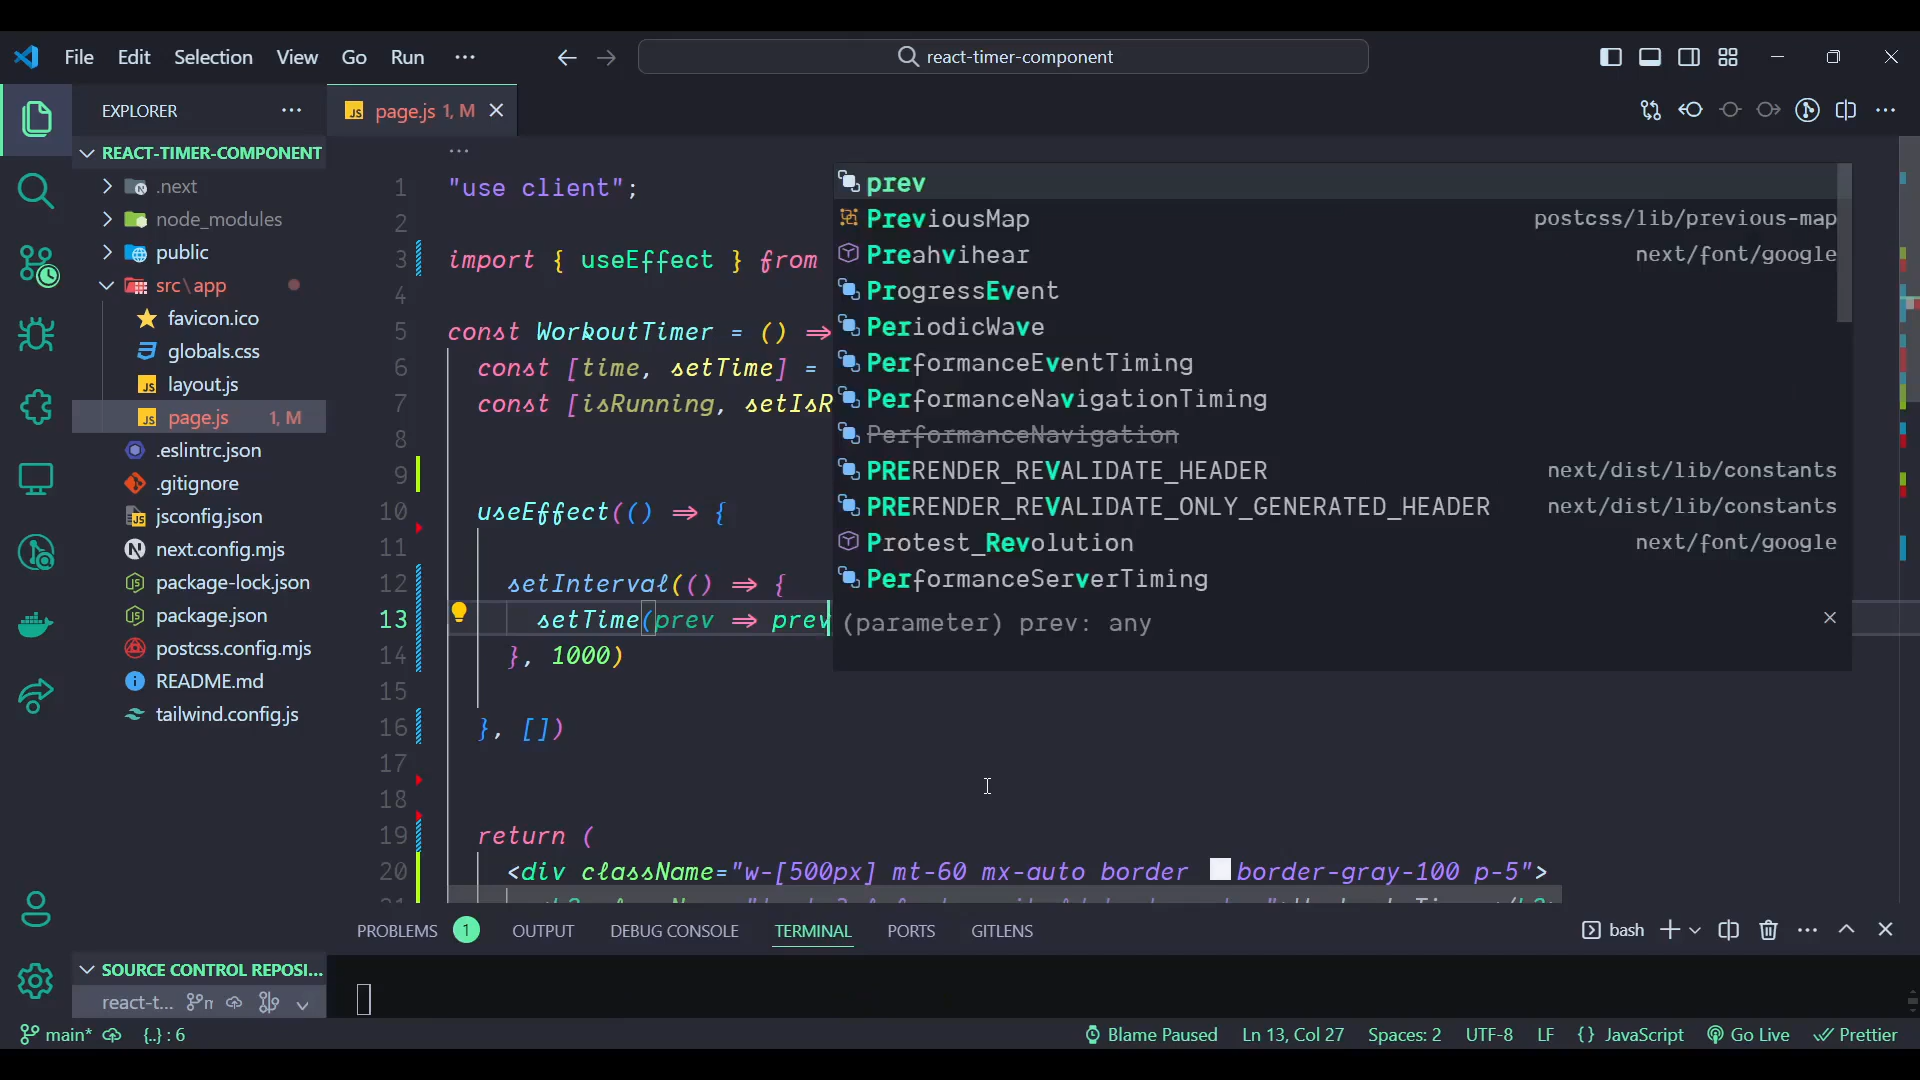 File Edit Selection View Go Run ··· react-timer-component
EXPLORER ···
REACT-TIMER-COMPONENT
.next
node_modules
public
src\app
favicon.ico
globals.css
layout.js
page.js 1, M
.eslintrc.json
.gitignore
jsconfig.json
next.config.mjs
package-lock.json
package.json
postcss.config.mjs
README.md
tailwind.config.js
SOURCE CONTROL REPOSI...
react-t...
page.js 1, M
...
1 "use client";
2
3 import { useEffect } from
4
5 const WorkoutTimer = () =>
6 const [time, setTime] =
7 const [isRunning, setIsR
8
9
10 useEffect(() => {
11
12 setInterval(() => {
13 setTime(prev => prev
14 }, 1000)
15
16 }, [])
17
18
19 return (
20 <div className="w-[500px] mt-60 mx-auto border border-gray-100 p-5">
prev
PreviousMap postcss/lib/previous-map
Preahvihear next/font/google
ProgressEvent
PeriodicWave
PerformanceEventTiming
PerformanceNavigationTiming
PerformanceNavigation
PRERENDER_REVALIDATE_HEADER next/dist/lib/constants
PRERENDER_REVALIDATE_ONLY_GENERATED_HEADER next/dist/lib/constants
Protest_Revolution next/font/google
PerformanceServerTiming
(parameter) prev: any
PROBLEMS 1 OUTPUT DEBUG CONSOLE TERMINAL PORTS GITLENS bash
main* {..} : 6 Blame Paused Ln 13, Col 27 Spaces: 2 UTF-8 LF {} JavaScript Go Live Prettier